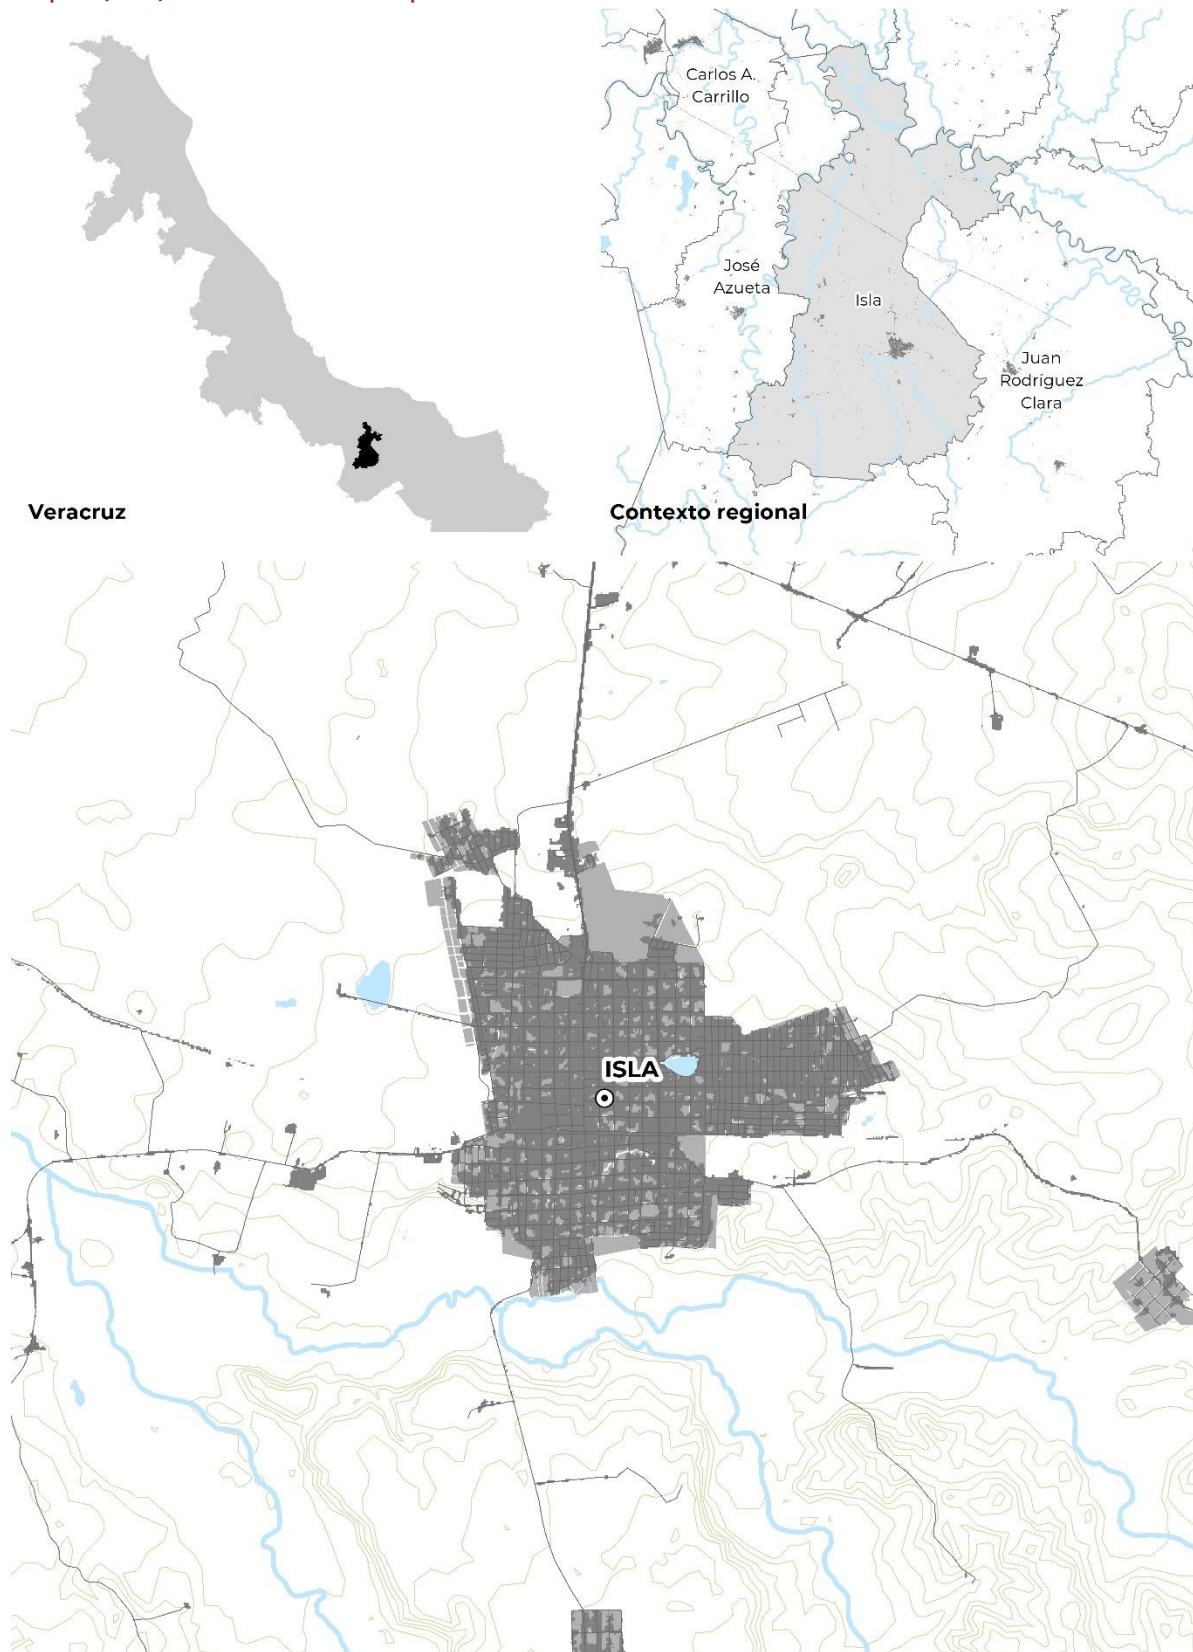 Carlos A.
Carrillo
José
Azueta
Isla
Juan
Rodríguez
Clara
Veracruz
Contexto regional
ISLA